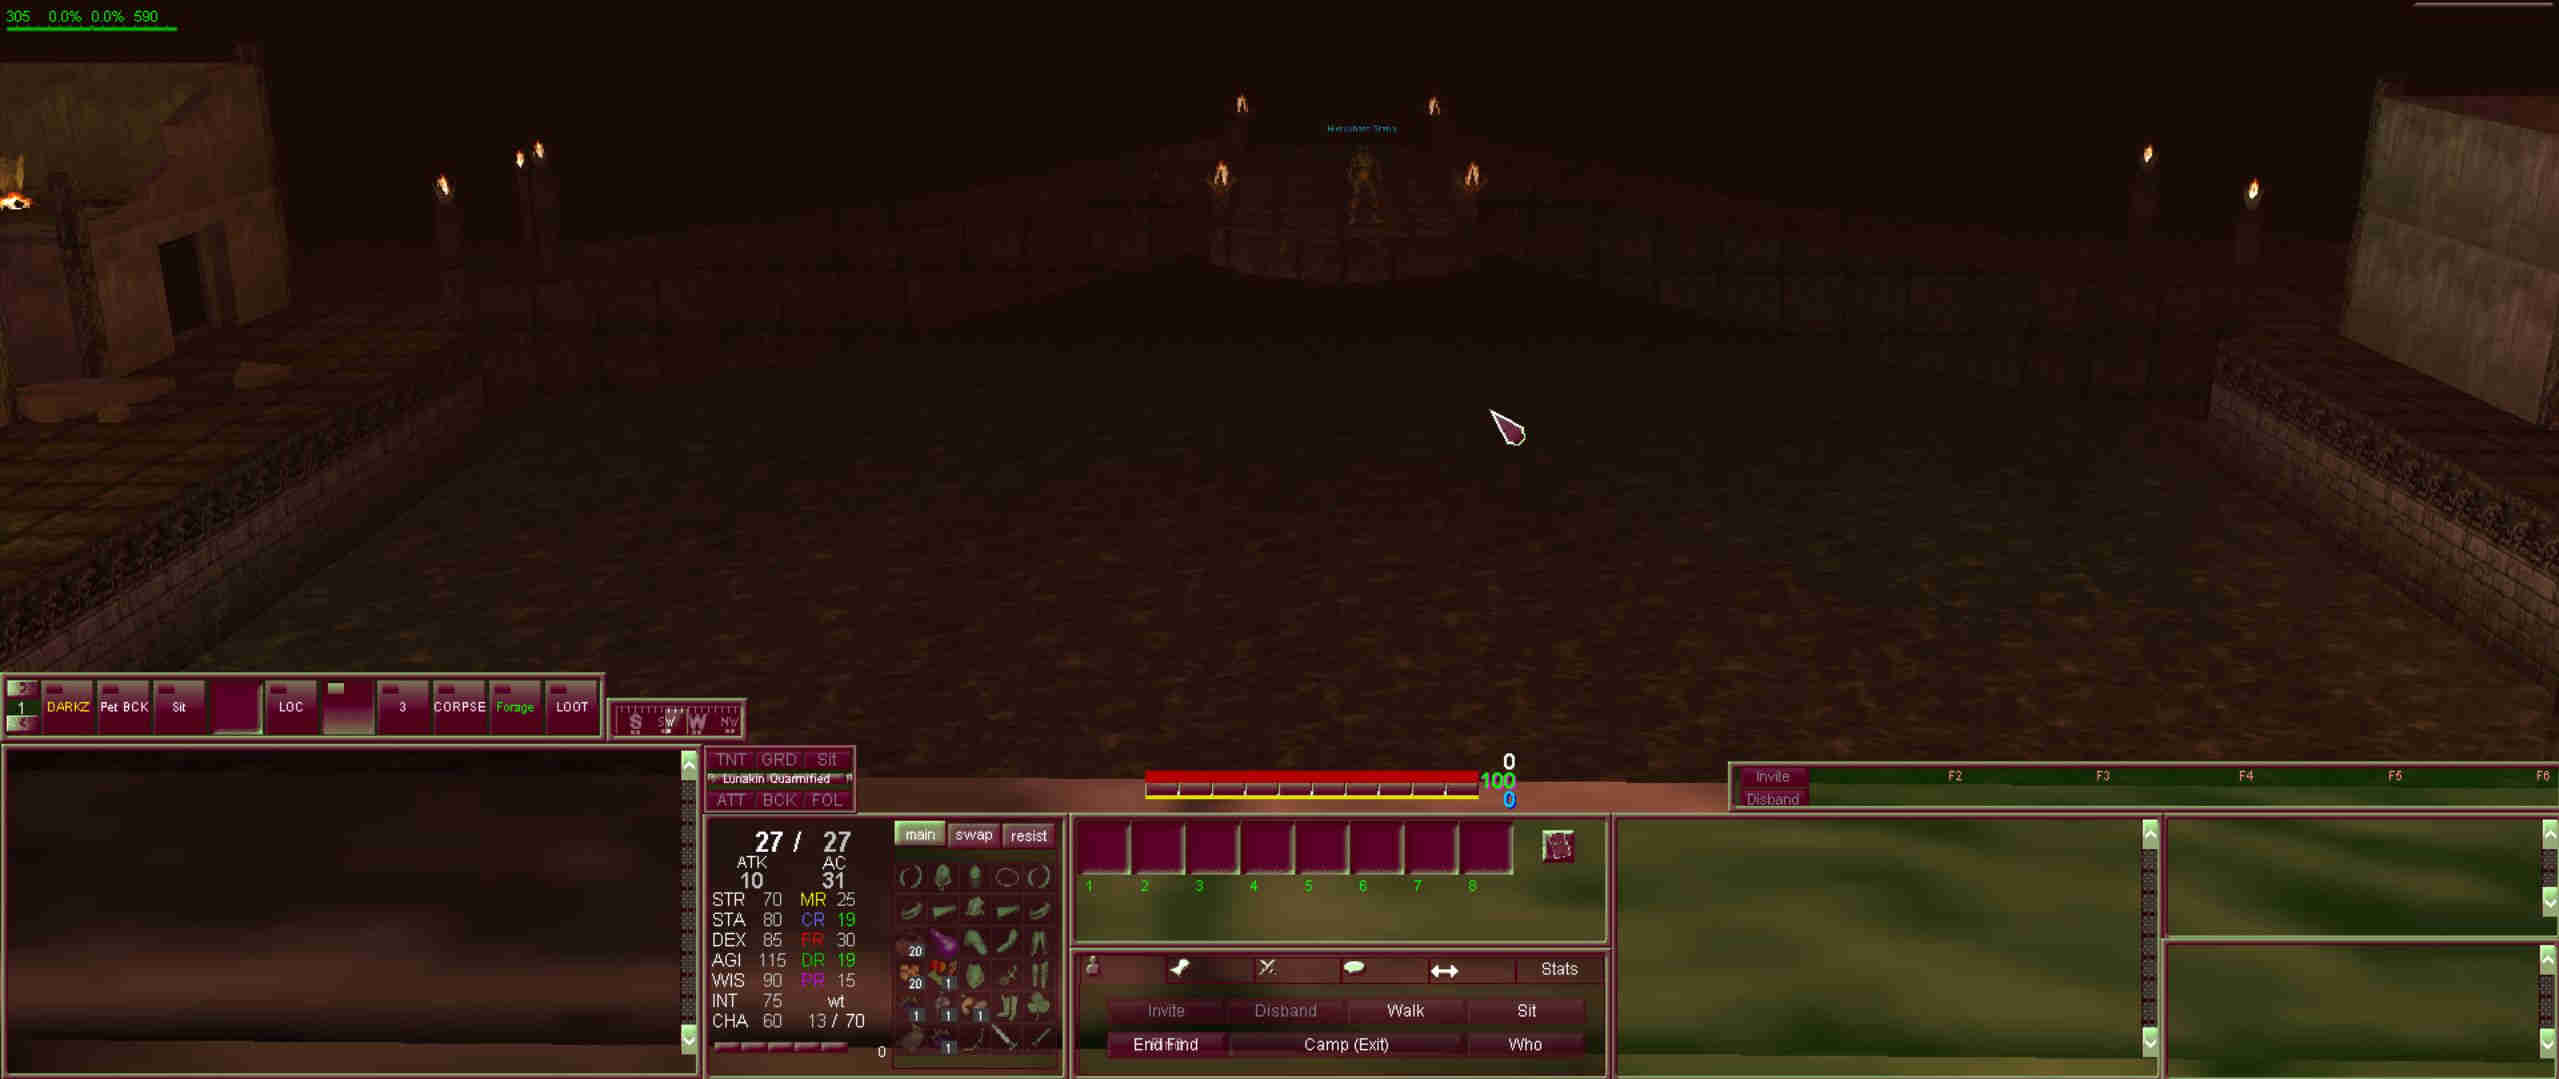 305 0.0% 0.0% 590
1 DARKZ Pet BCK Sit LOC 3 CORPSE Forage LOOT
S SW W NW
TNT GRD Sit
Lunakin Quarmified
ATT BCK FOL
0
100
0
Invite F2 F3 F4 F5 F6
Disband
27 / 27
ATK AC
10 31
STR 70 MR 25
STA 80 CR 19
DEX 85 FR 30
AGI 115 DR 19
WIS 90 PR 15
INT 75 wt
CHA 60 13 / 70
0
main swap resist
20
20 1
1 1 1
1
1 2 3 4 5 6 7 8
Stats
Invite Disband Walk Sit
End Find Camp (Exit) Who